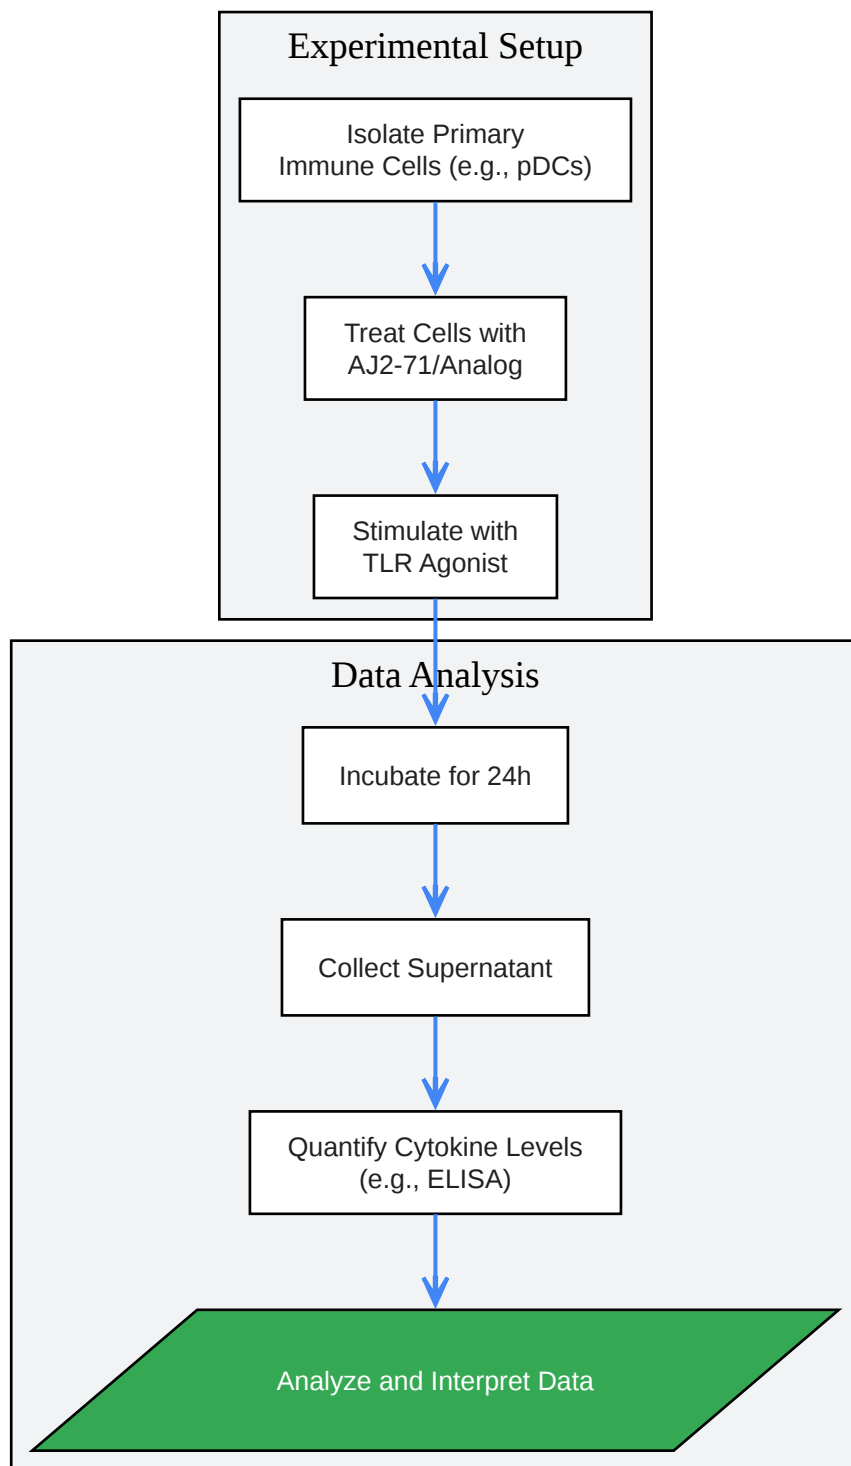 Experimental Setup
Isolate Primary
Immune Cells (e.g., pDCs)
Treat Cells with
AJ2-71/Analog
Stimulate with
TLR Agonist
Data Analysis
Incubate for 24h
Collect Supernatant
Quantify Cytokine Levels
(e.g., ELISA)
Analyze and Interpret Data